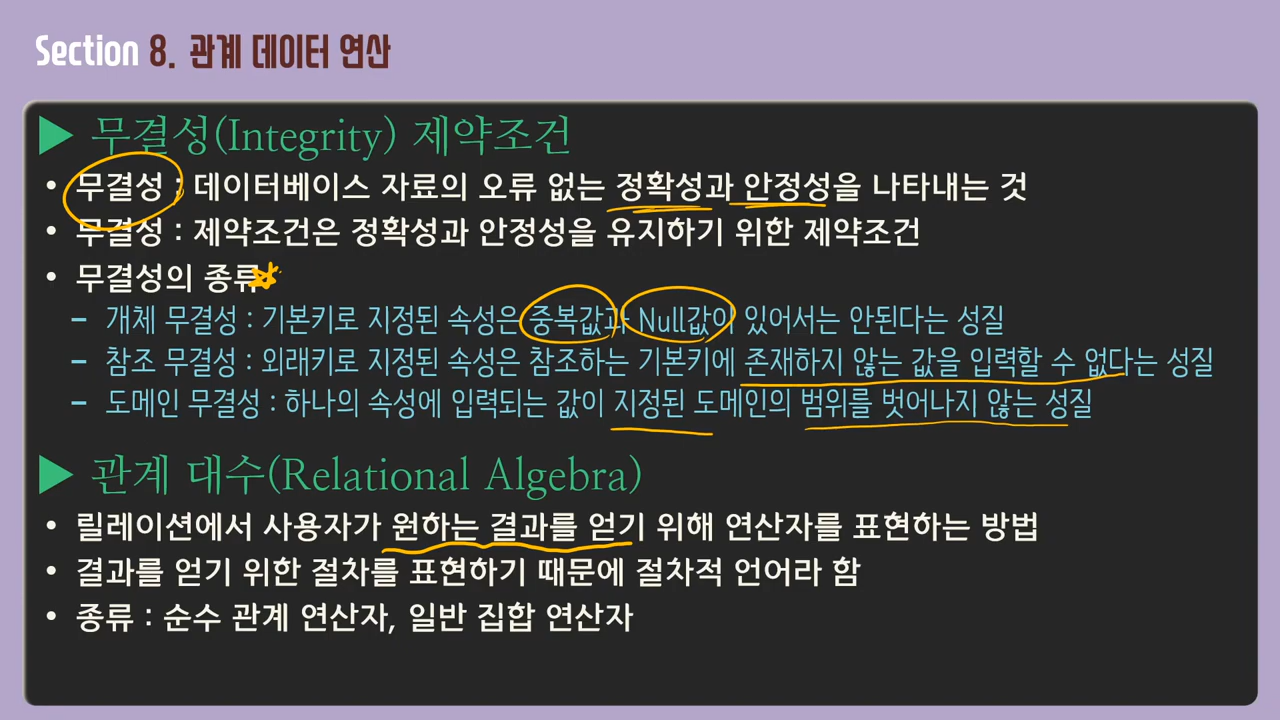 Section 8. 관계 데이터 연산
▶ 무결성(Integrity) 제약조건
• 무결성 : 데이터베이스 자료의 오류 없는 정확성과 안정성을 나타내는 것
• 무결성 : 제약조건은 정확성과 안정성을 유지하기 위한 제약조건
• 무결성의 종류
– 개체 무결성 : 기본키로 지정된 속성은 중복값과 Null값이 있어서는 안된다는 성질
– 참조 무결성 : 외래키로 지정된 속성은 참조하는 기본키에 존재하지 않는 값을 입력할 수 없다는 성질
– 도메인 무결성 : 하나의 속성에 입력되는 값이 지정된 도메인의 범위를 벗어나지 않는 성질
▶ 관계 대수(Relational Algebra)
• 릴레이션에서 사용자가 원하는 결과를 얻기 위해 연산자를 표현하는 방법
• 결과를 얻기 위한 절차를 표현하기 때문에 절차적 언어라 함
• 종류 : 순수 관계 연산자, 일반 집합 연산자